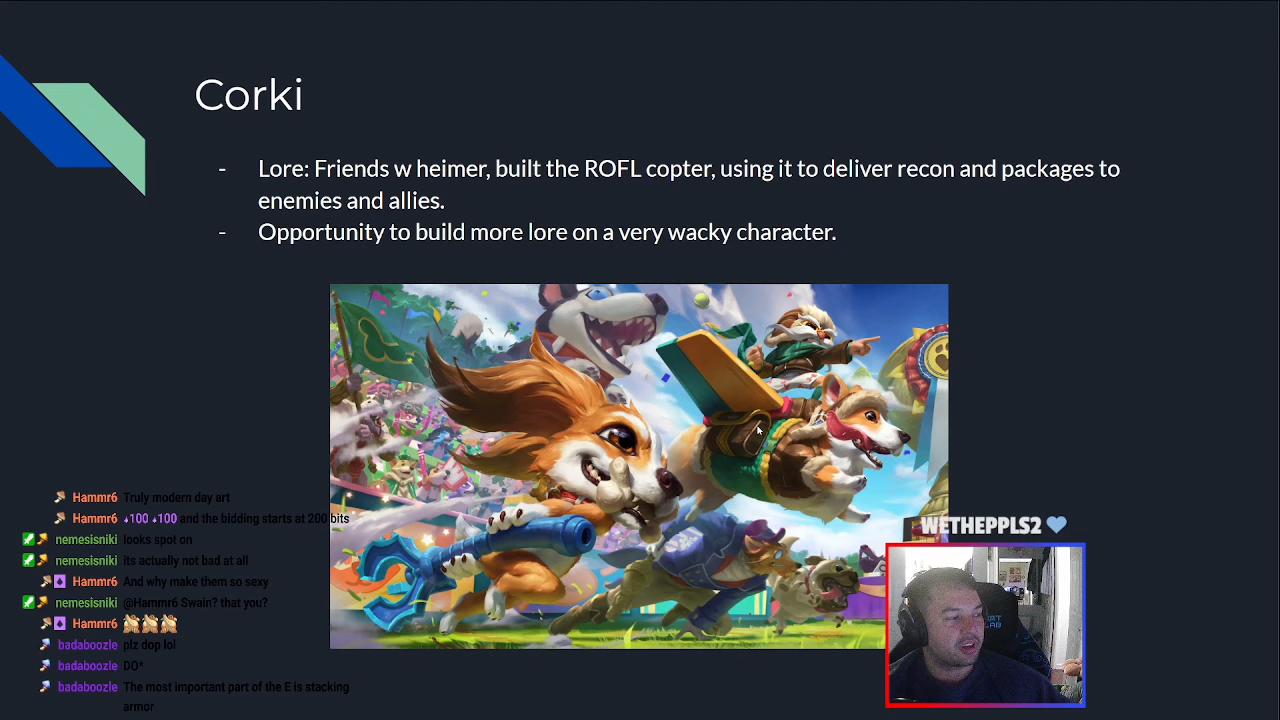 Corki
- Lore: Friends w heimer, built the ROFL copter, using it to deliver recon and packages to
enemies and allies.
- Opportunity to build more lore on a very wacky character.
Hammr6 Truly modern day art
Hammr6 100 100 and the bidding starts at 200 bits
nemesisniki looks spot on
nemesisniki its actually not bad at all
Hammr6 And why make them so sexy
nemesisniki @Hammr6 Swain? that you?
Hammr6
badaboozle plz dop lol
badaboozle DO*
badaboozle The most important part of the E is stacking
armor
WETHEPPLS2